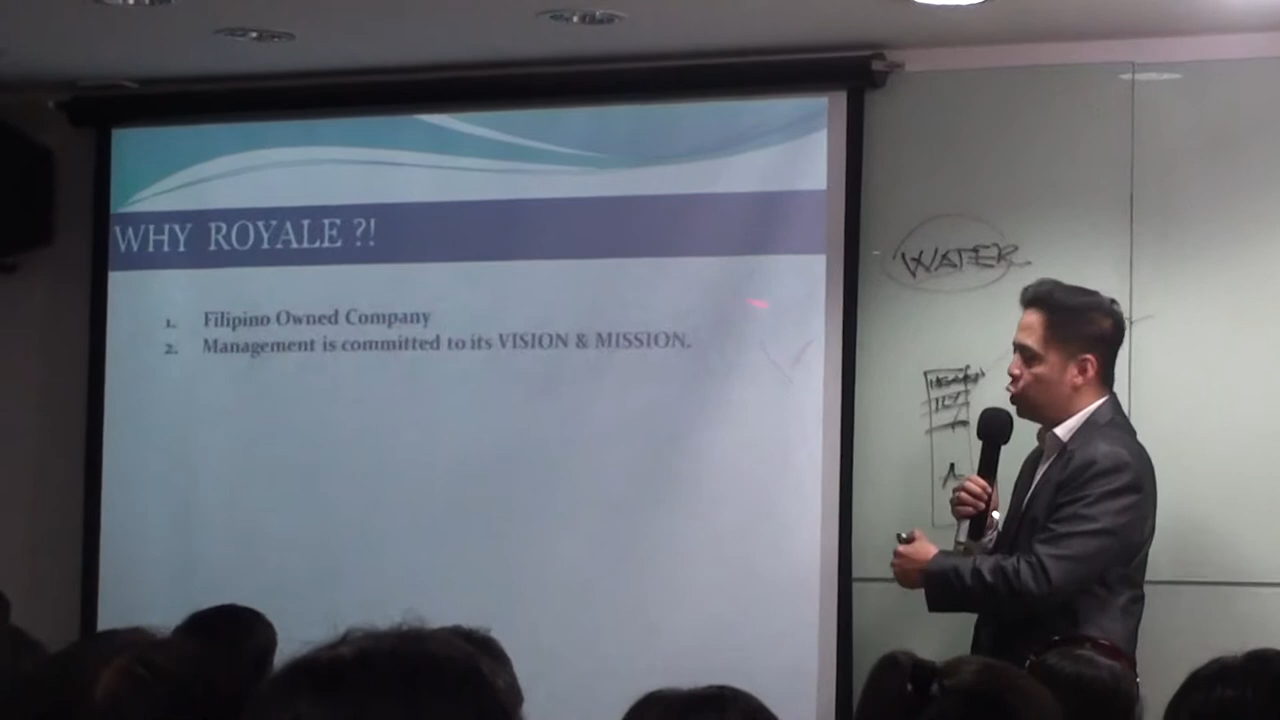 WHY ROYALE ?!
1. Filipino Owned Company
2. Management is committed to its VISION & MISSION.
WATER